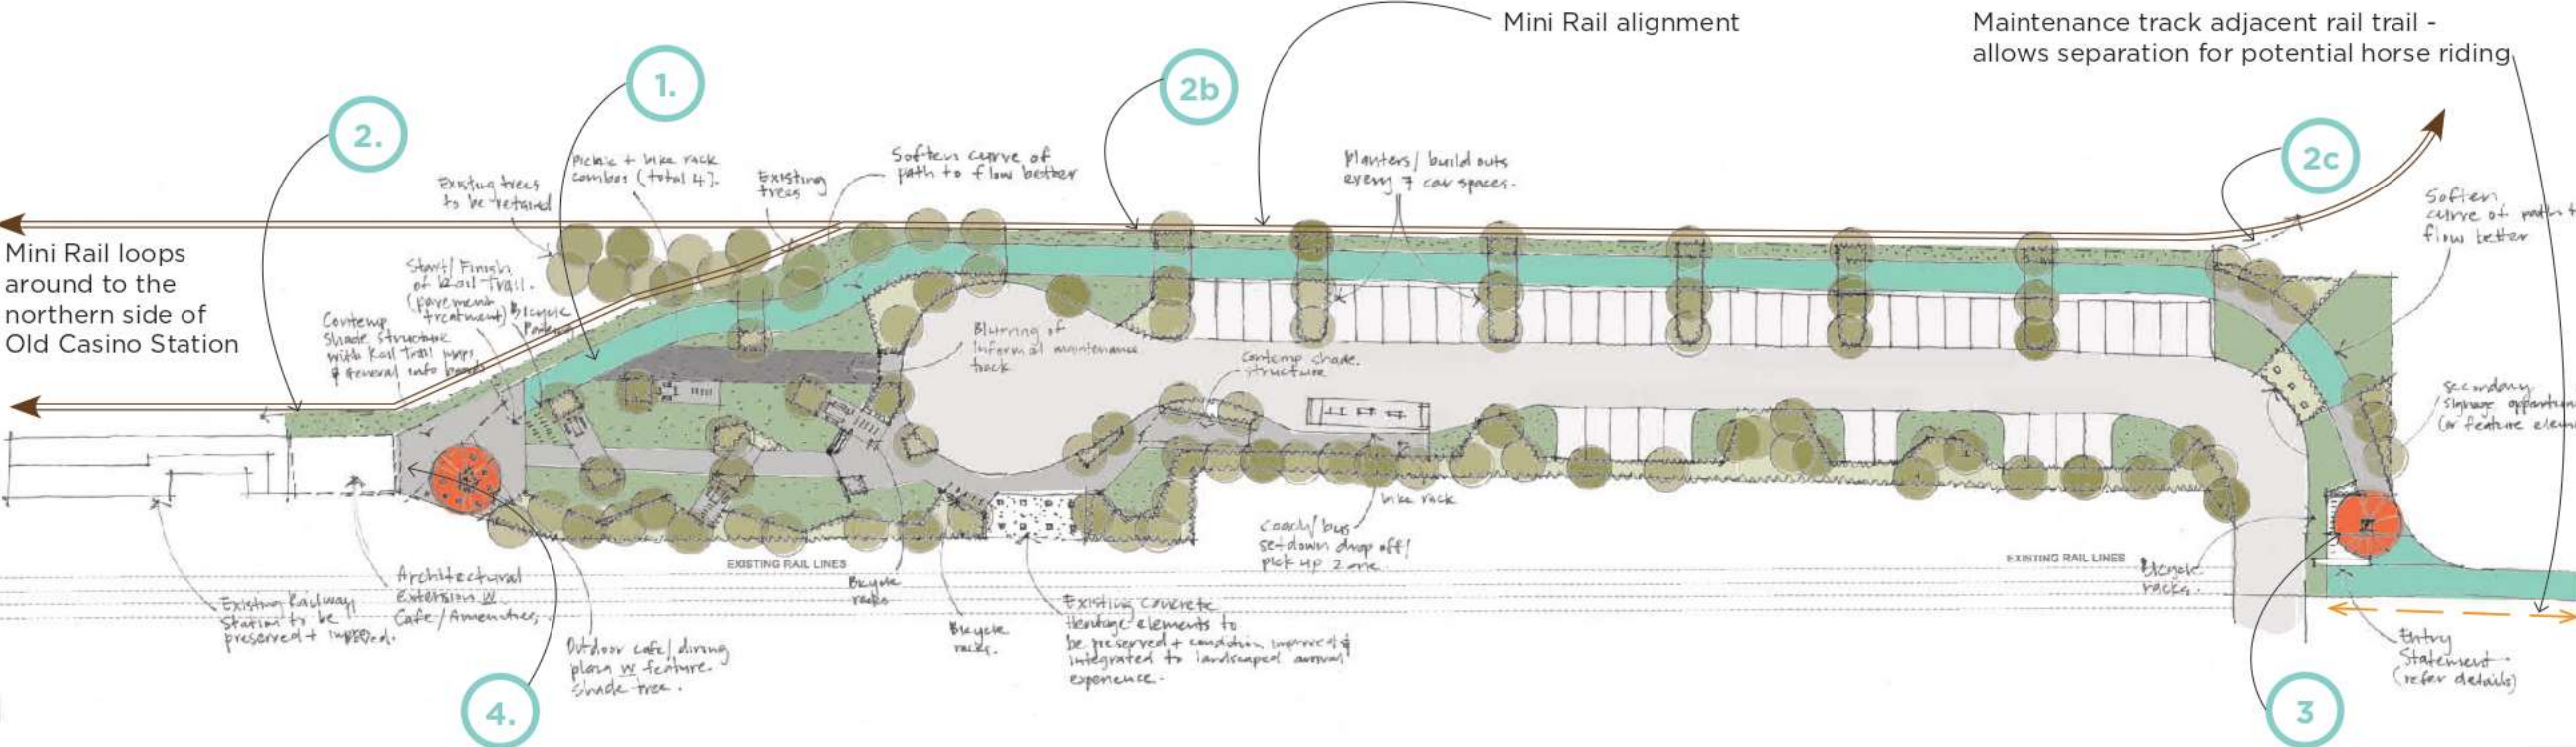 Mini Rail alignment
Maintenance track adjacent rail trail -
allows separation for potential horse riding
1.
2.
2b
2c
Existing trees
to be retained
Picnic + bike rack
combos (total 4).
Existing
trees
Soften curve of
path to flow better
Planters/ build outs
every 7 car spaces.
Soften
curve of path to
flow better
Mini Rail loops
around to the
northern side of
Old Casino Station
Start/ Finish
of Rail Trail.
(pavement
treatment)
Bicycle
Contemp
Shade structure
with Rail Trail maps
& general info boards
Blurring of
informal maintenance
track
Contemp shade
structure
Secondary
signage
(or feature
bike rack
Coach/ bus
setdown drop off/
pick up zone.
EXISTING RAIL LINES
EXISTING RAIL LINES
Existing Railway
Station to be
preserved + improved.
Architectural
Extension w
Cafe/ Amenities.
Outdoor cafe/ dining
plaza w feature
shade tree.
Bicycle
racks
Bicycle
racks.
Existing concrete
Heritage elements to
be preserved + condition improved &
integrated to landscaped arrival
experience.
Bicycle
racks.
Entry
Statement.
(refer details)
4.
3